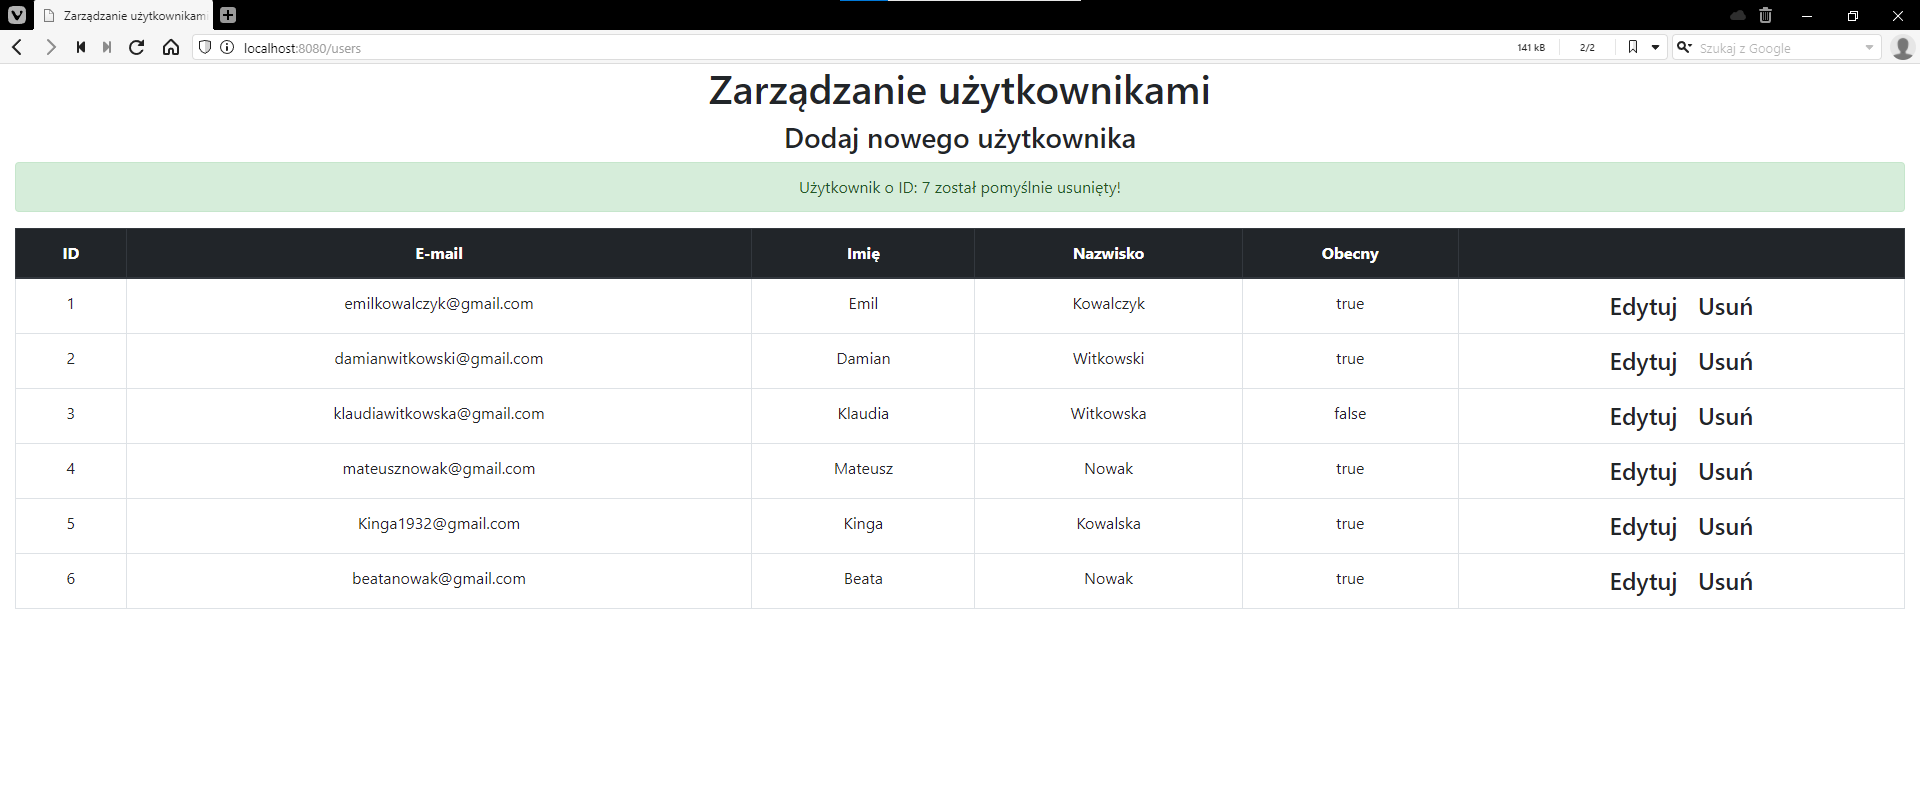 Zarządzanie użytkownikami
localhost:8080/users 141 kB 2/2 Szukaj z Google
Zarządzanie użytkownikami
Dodaj nowego użytkownika
Użytkownik o ID: 7 został pomyślnie usunięty!
ID E-mail Imię Nazwisko Obecny
1 emilkowalczyk@gmail.com Emil Kowalczyk true Edytuj Usuń
2 damianwitkowski@gmail.com Damian Witkowski true Edytuj Usuń
3 klaudiawitkowska@gmail.com Klaudia Witkowska false Edytuj Usuń
4 mateusznowak@gmail.com Mateusz Nowak true Edytuj Usuń
5 Kinga1932@gmail.com Kinga Kowalska true Edytuj Usuń
6 beatanowak@gmail.com Beata Nowak true Edytuj Usuń